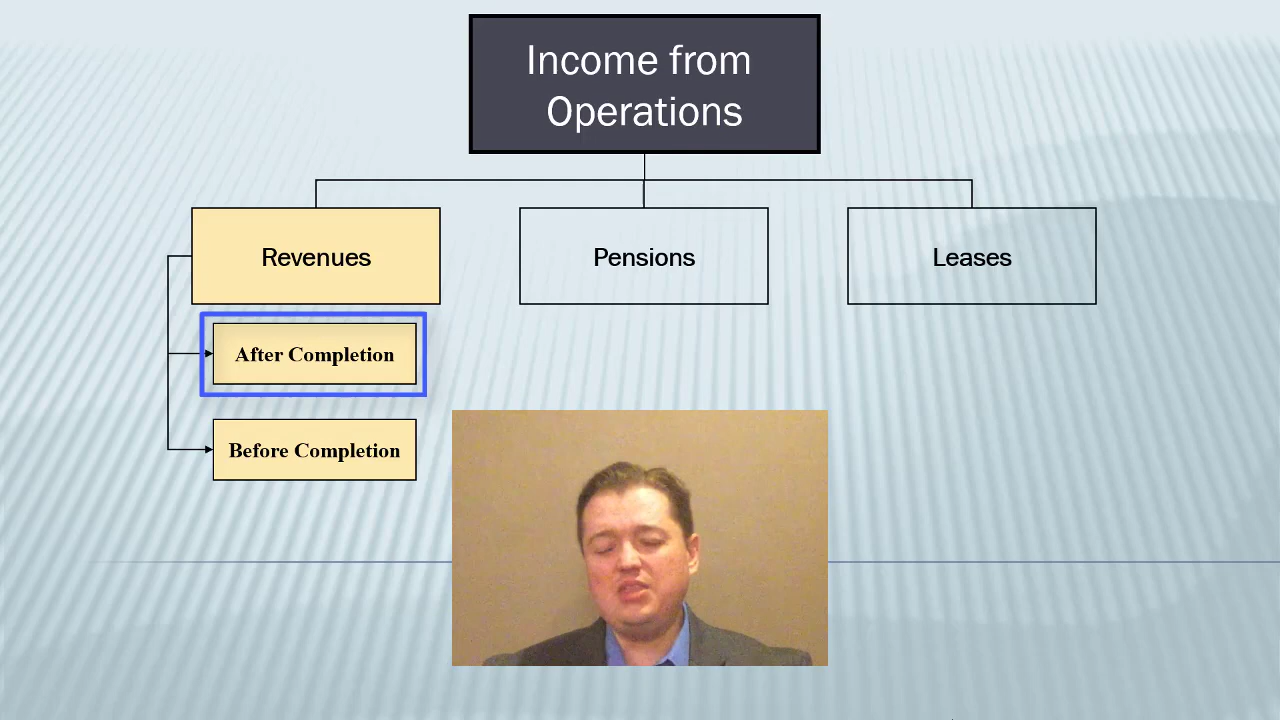 Income from
Operations
Revenues
Pensions
Leases
After Completion
Before Completion